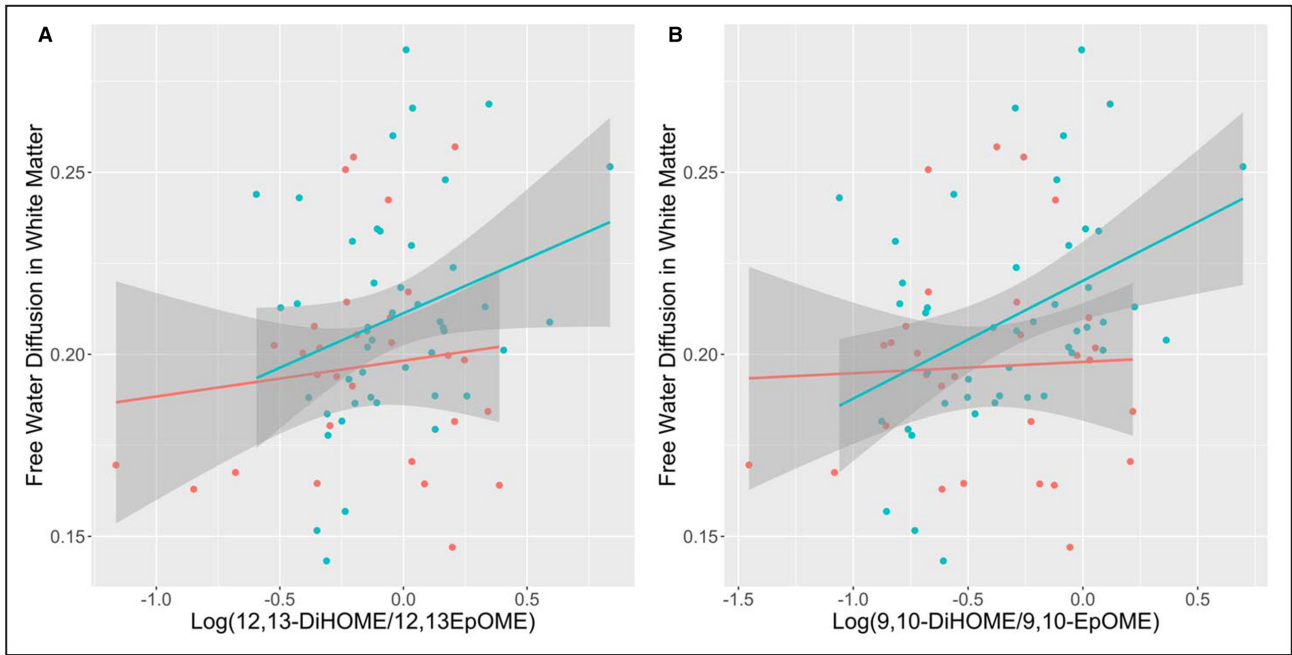 A
Free Water Diffusion in White Matter
0.25
0.20
0.15
-1.0 -0.5 0.0 0.5
Log(12,13-DiHOME/12,13EpOME)
B
Free Water Diffusion in White Matter
0.25
0.20
0.15
-1.5 -1.0 -0.5 0.0 0.5
Log(9,10-DiHOME/9,10-EpOME)